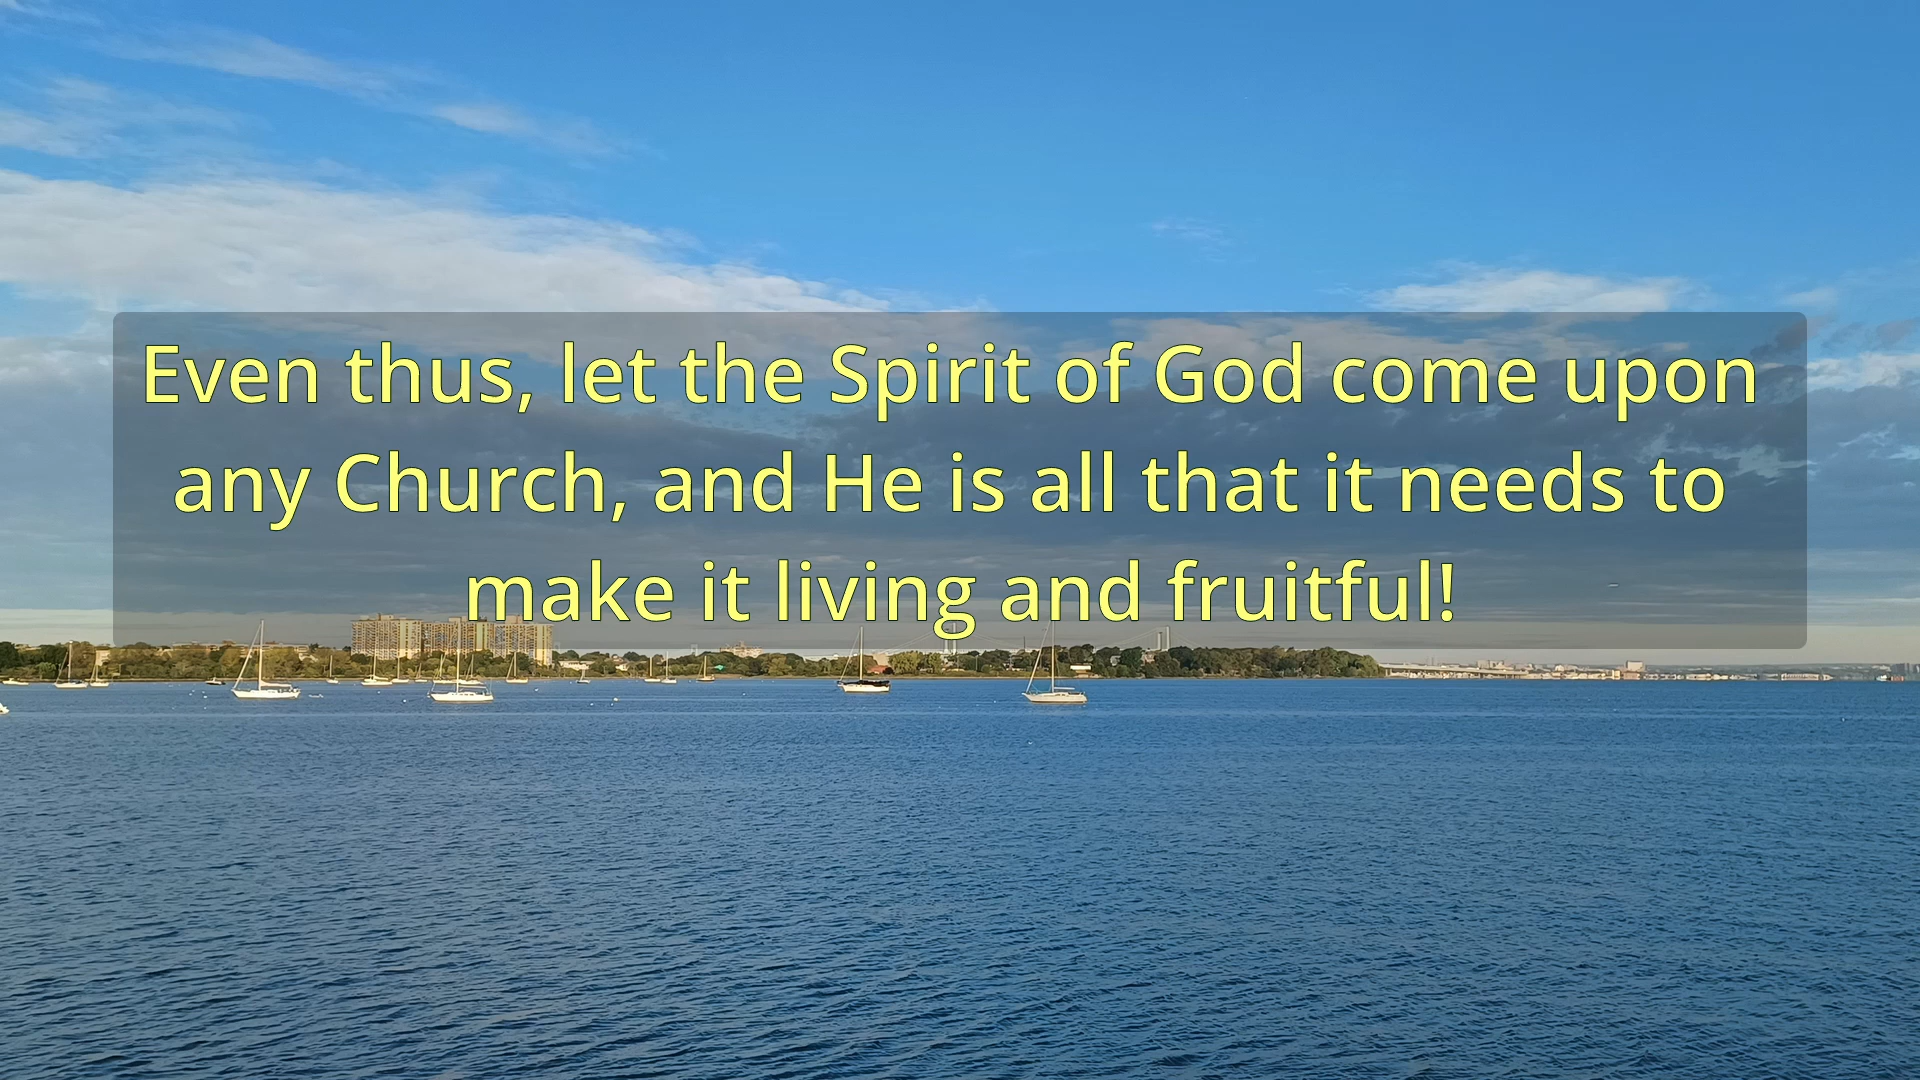 Even thus, let the Spirit of God come upon
any Church, and He is all that it needs to
make it living and fruitful!